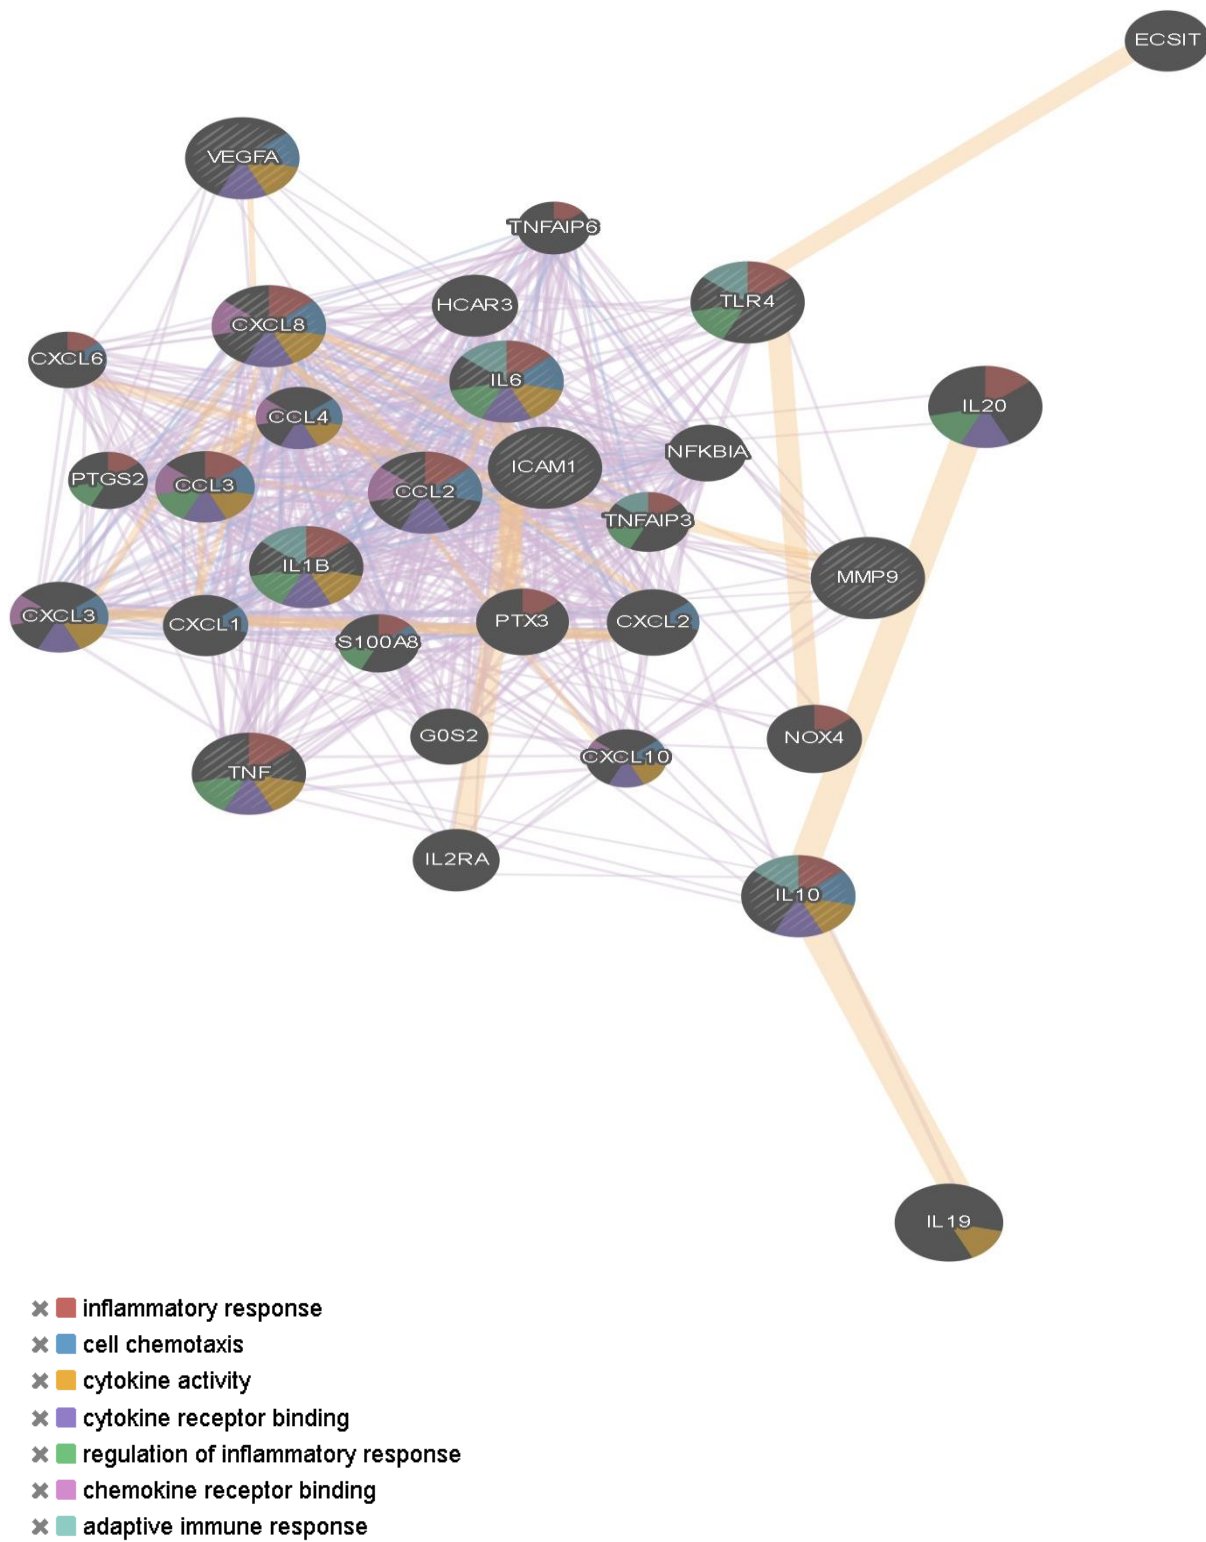 ECSIT
VEGFA
TNFAIP6
TLR4
HCAR3
CXCL8
CXCL6
IL6
IL20
CCL4
NFKBIA
ICAM1
PTGS2
CCL3
CCL2
TNFAIP3
IL1B
MMP9
CXCL3
CXCL1
PTX3
CXCL2
S100A8
G0S2
NOX4
CXCL10
TNF
IL2RA
IL10
IL19
✖ inflammatory response
✖ cell chemotaxis
✖ cytokine activity
✖ cytokine receptor binding
✖ regulation of inflammatory response
✖ chemokine receptor binding
✖ adaptive immune response